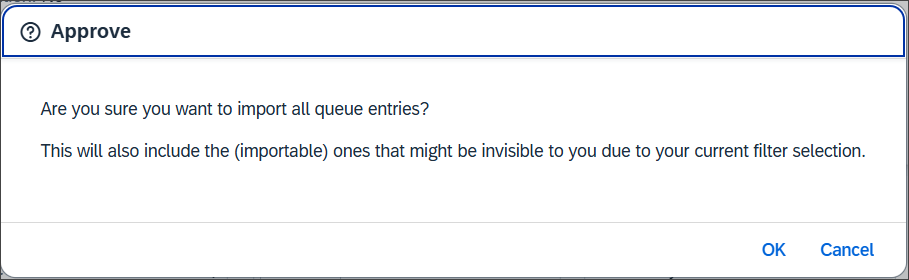 Approve
Are you sure you want to import all queue entries?
This will also include the (importable) ones that might be invisible to you due to your current filter selection.
OK
Cancel